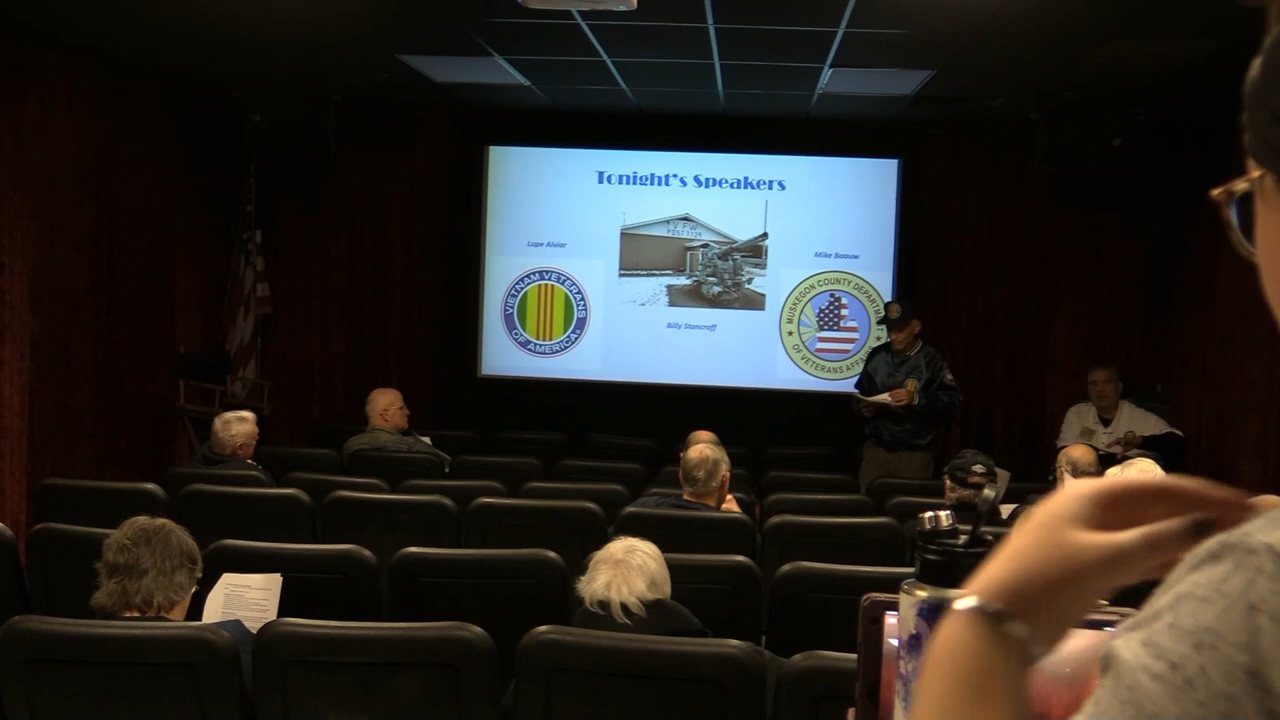 Tonight's Speakers
Lupe Alviar
Mike Baauw
VFW
POST 7729
VIETNAM VETERANS
OF AMERICA
MUSKEGON COUNTY DEPARTMENT
OF VETERANS AFFAIRS
Billy Stancroff